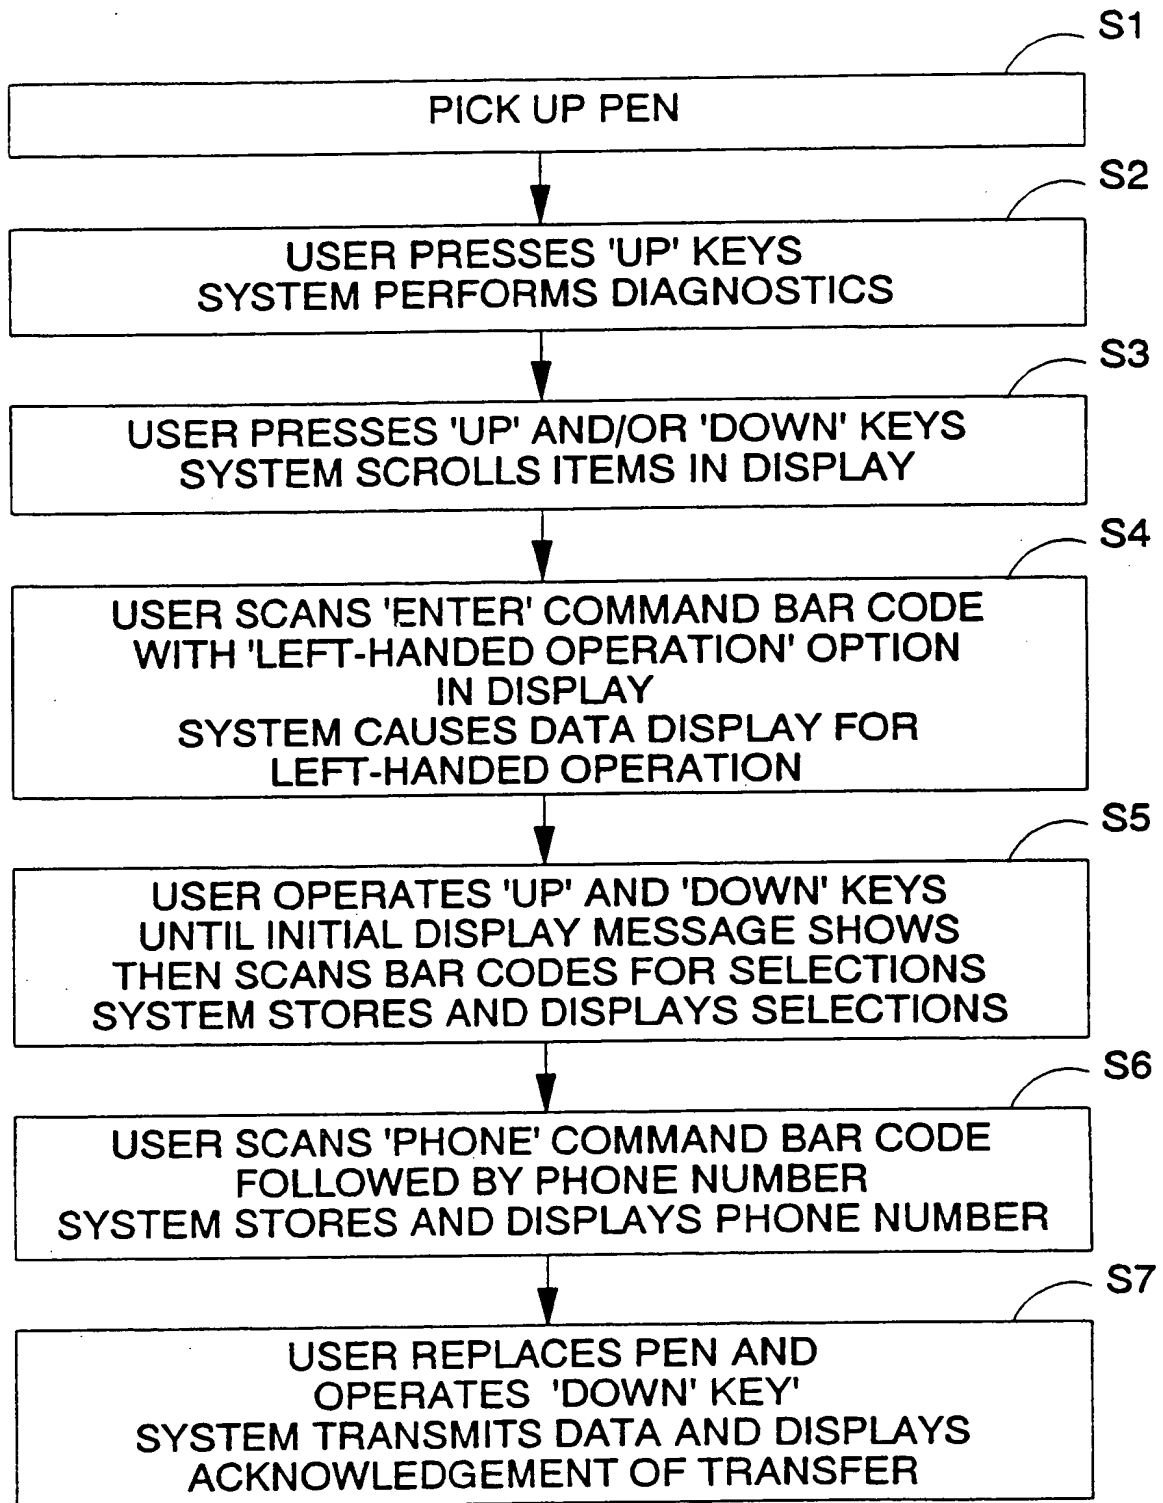 S1
PICK UP PEN
S2
USER PRESSES 'UP' KEYS
SYSTEM PERFORMS DIAGNOSTICS
S3
USER PRESSES 'UP' AND/OR 'DOWN' KEYS
SYSTEM SCROLLS ITEMS IN DISPLAY
S4
USER SCANS 'ENTER' COMMAND BAR CODE
WITH 'LEFT-HANDED OPERATION' OPTION
IN DISPLAY
SYSTEM CAUSES DATA DISPLAY FOR
LEFT-HANDED OPERATION
S5
USER OPERATES 'UP' AND 'DOWN' KEYS
UNTIL INITIAL DISPLAY MESSAGE SHOWS
THEN SCANS BAR CODES FOR SELECTIONS
SYSTEM STORES AND DISPLAYS SELECTIONS
S6
USER SCANS 'PHONE' COMMAND BAR CODE
FOLLOWED BY PHONE NUMBER
SYSTEM STORES AND DISPLAYS PHONE NUMBER
S7
USER REPLACES PEN AND
OPERATES 'DOWN' KEY'
SYSTEM TRANSMITS DATA AND DISPLAYS
ACKNOWLEDGEMENT OF TRANSFER